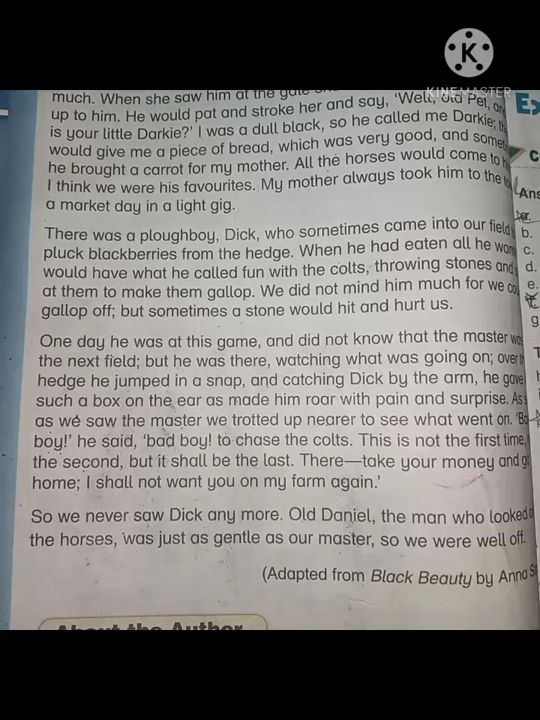 KINEMASTER
much. When she saw him at the gate she
up to him. He would pat and stroke her and say, 'Well, Old Pet, an
is your little Darkie?' I was a dull black, so he called me Darkie; th
would give me a piece of bread, which was very good, and somet
he brought a carrot for my mother. All the horses would come to h
I think we were his favourites. My mother always took him to the to
a market day in a light gig.
There was a ploughboy, Dick, who sometimes came into our field
pluck blackberries from the hedge. When he had eaten all he want
would have what he called fun with the colts, throwing stones and
at them to make them gallop. We did not mind him much for we co
gallop off; but sometimes a stone would hit and hurt us.
One day he was at this game, and did not know that the master was
the next field; but he was there, watching what was going on; over th
hedge he jumped in a snap, and catching Dick by the arm, he gave
such a box on the ear as made him roar with pain and surprise. As s
as we saw the master we trotted up nearer to see what went on. 'Ba
boy!' he said, 'bad boy! to chase the colts. This is not the first time,
the second, but it shall be the last. There—take your money and go
home; I shall not want you on my farm again.'
So we never saw Dick any more. Old Daniel, the man who looked a
the horses, was just as gentle as our master, so we were well off.
(Adapted from Black Beauty by Anna S
About the Author
Ex
C
Ans
b.
c.
d.
e.
g
T